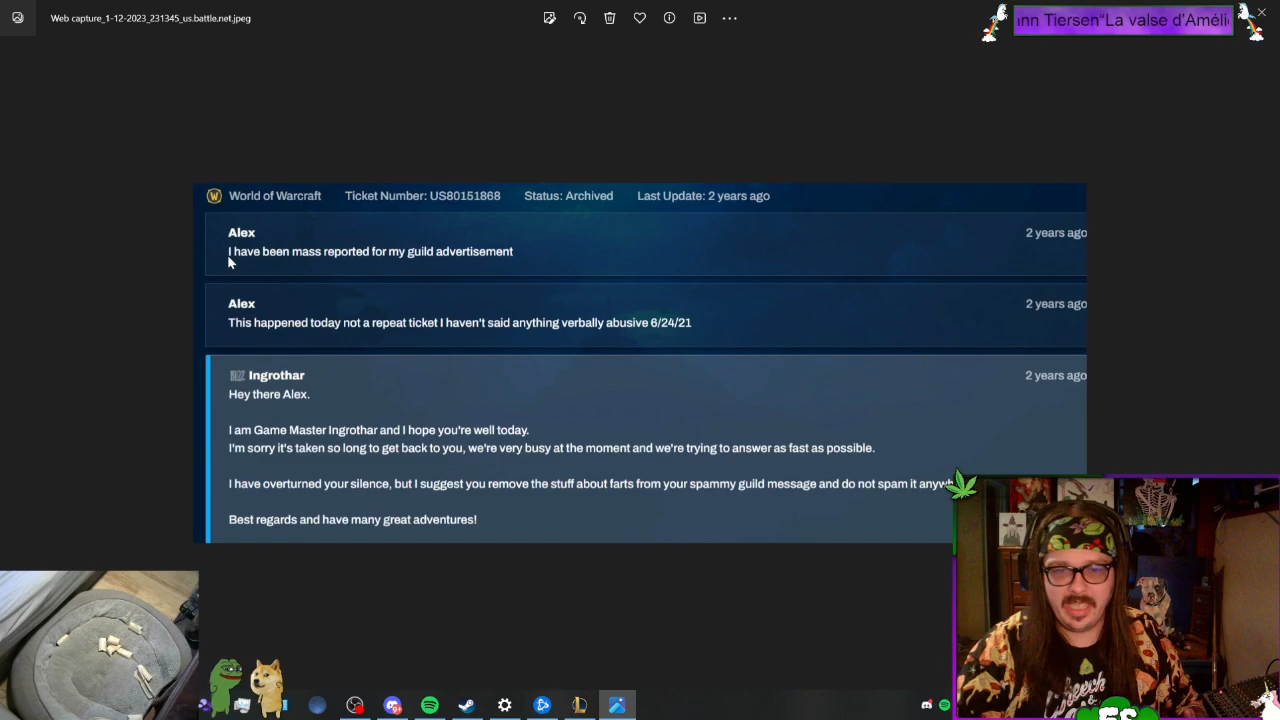 Web capture_1-12-2023_231345_us.battle.net.jpeg
nn Tiersen "La valse d'Améli
World of Warcraft Ticket Number: US80151868 Status: Archived Last Update: 2 years ago
Alex 2 years ago
I have been mass reported for my guild advertisement
Alex 2 years ago
This happened today not a repeat ticket I haven't said anything verbally abusive 6/24/21
BLIZZ Ingrothar 2 years ago
Hey there Alex.
I am Game Master Ingrothar and I hope you're well today.
I'm sorry it's taken so long to get back to you, we're very busy at the moment and we're trying to answer as fast as possible.
I have overturned your silence, but I suggest you remove the stuff about farts from your spammy guild message and do not spam it anywh
Best regards and have many great adventures!